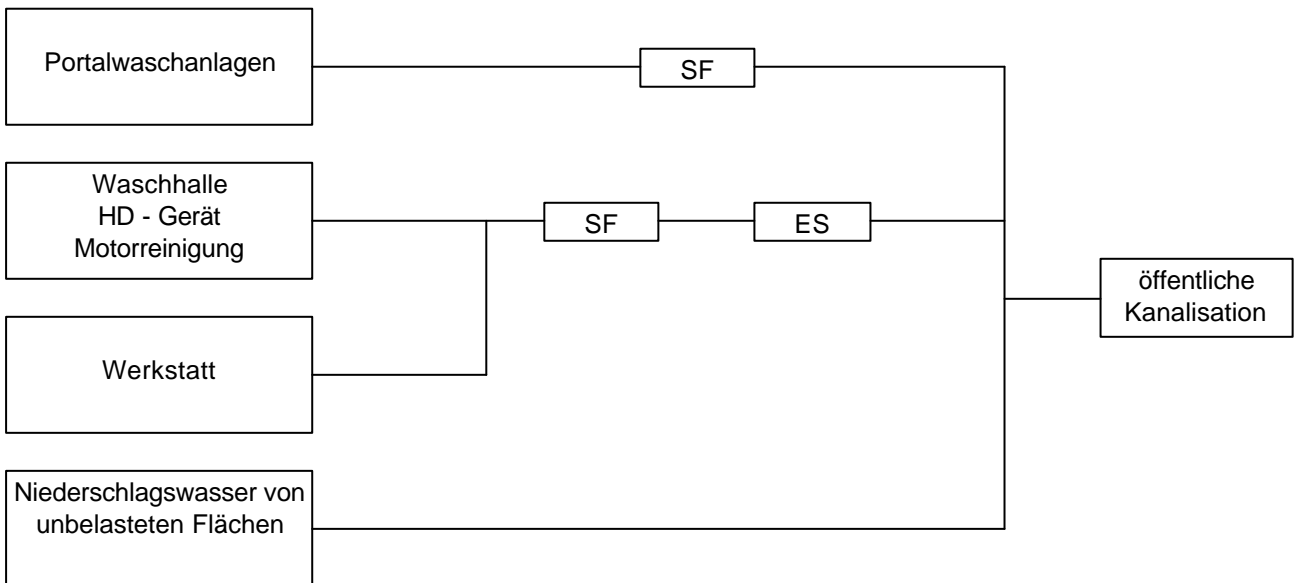 Portalwaschanlagen
SF
Waschhalle
HD - Gerät
Motorreinigung
SF
ES
öffentliche
Kanalisation
Werkstatt
Niederschlagswasser von
unbelasteten Flächen